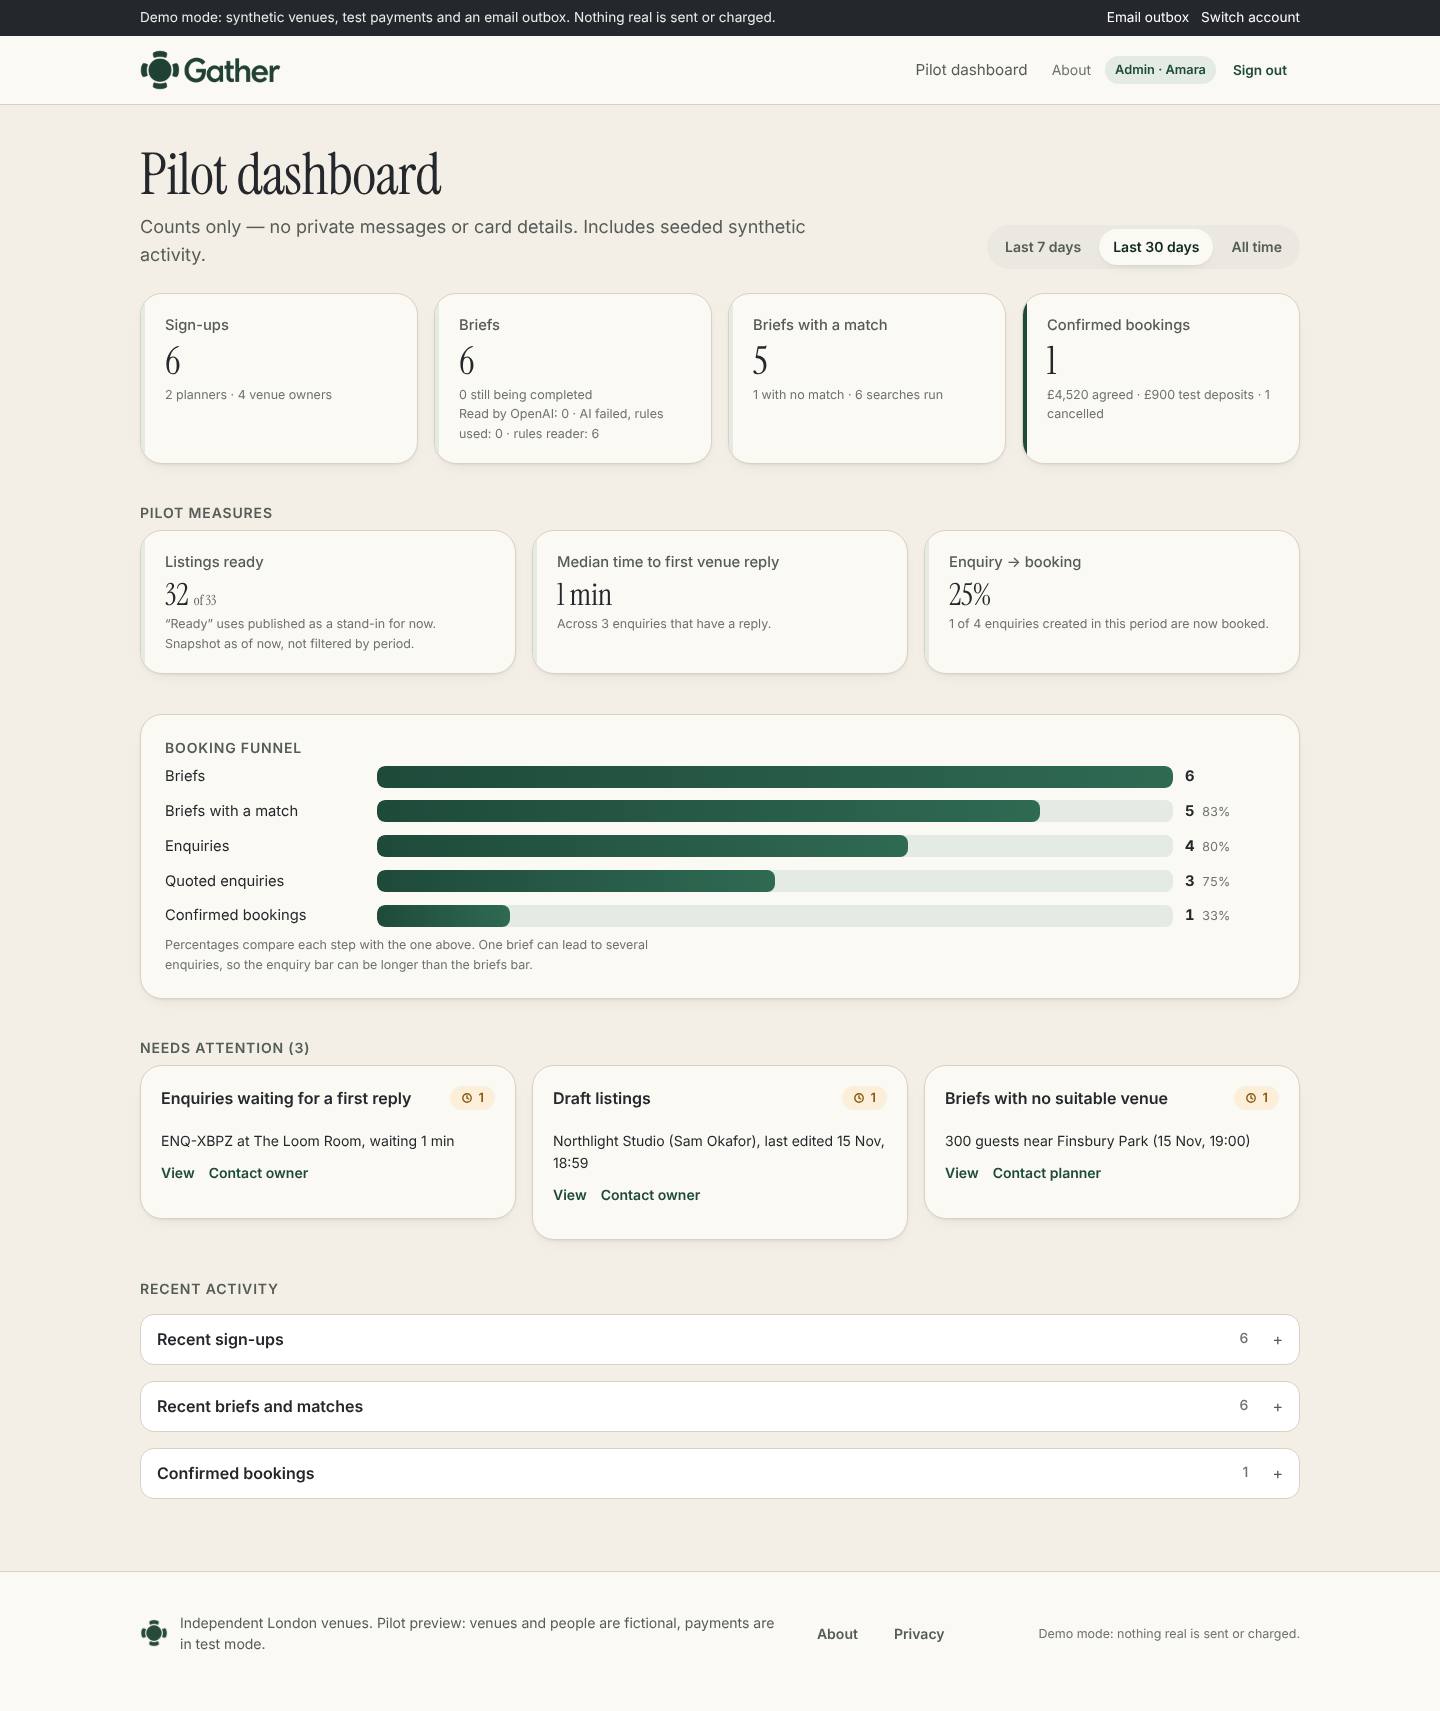 Demo mode: synthetic venues, test payments and an email outbox. Nothing real is sent or charged.
Email outbox Switch account
Gather
Pilot dashboard About Admin · Amara Sign out
Pilot dashboard
Counts only — no private messages or card details. Includes seeded synthetic
activity.
Last 7 days Last 30 days All time
Sign-ups
6
2 planners · 4 venue owners
Briefs
6
0 still being completed
Read by OpenAI: 0 · AI failed, rules
used: 0 · rules reader: 6
Briefs with a match
5
1 with no match · 6 searches run
Confirmed bookings
1
£4,520 agreed · £900 test deposits · 1
cancelled
PILOT MEASURES
Listings ready
32 of 33
“Ready” uses published as a stand-in for now.
Snapshot as of now, not filtered by period.
Median time to first venue reply
1 min
Across 3 enquiries that have a reply.
Enquiry → booking
25%
1 of 4 enquiries created in this period are now booked.
BOOKING FUNNEL
Briefs 6
Briefs with a match 5 83%
Enquiries 4 80%
Quoted enquiries 3 75%
Confirmed bookings 1 33%
Percentages compare each step with the one above. One brief can lead to several
enquiries, so the enquiry bar can be longer than the briefs bar.
NEEDS ATTENTION (3)
Enquiries waiting for a first reply 1
ENQ-XBPZ at The Loom Room, waiting 1 min
View Contact owner
Draft listings 1
Northlight Studio (Sam Okafor), last edited 15 Nov,
18:59
View Contact owner
Briefs with no suitable venue 1
300 guests near Finsbury Park (15 Nov, 19:00)
View Contact planner
RECENT ACTIVITY
Recent sign-ups 6 +
Recent briefs and matches 6 +
Confirmed bookings 1 +
Independent London venues. Pilot preview: venues and people are fictional, payments are
in test mode.
About Privacy
Demo mode: nothing real is sent or charged.